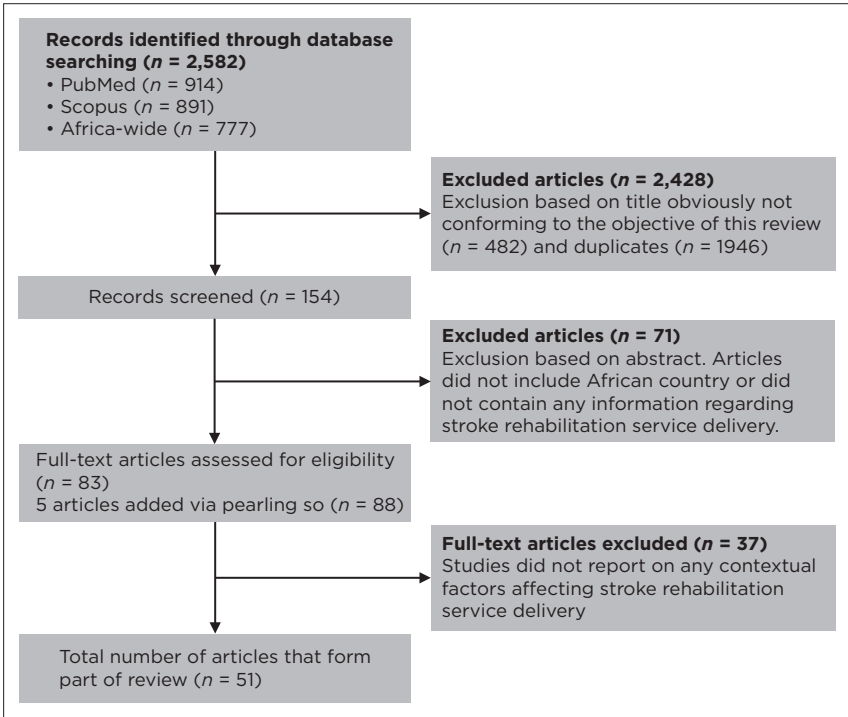 Records identified through database
searching (n = 2,582)
• PubMed (n = 914)
• Scopus (n = 891)
• Africa-wide (n = 777)
Excluded articles (n = 2,428)
Exclusion based on title obviously not
conforming to the objective of this review
(n = 482) and duplicates (n = 1946)
Records screened (n = 154)
Excluded articles (n = 71)
Exclusion based on abstract. Articles
did not include African country or did
not contain any information regarding
stroke rehabilitation service delivery.
Full-text articles assessed for eligibility
(n = 83)
5 articles added via pearling so (n = 88)
Full-text articles excluded (n = 37)
Studies did not report on any contextual
factors affecting stroke rehabilitation
service delivery
Total number of articles that form
part of review (n = 51)